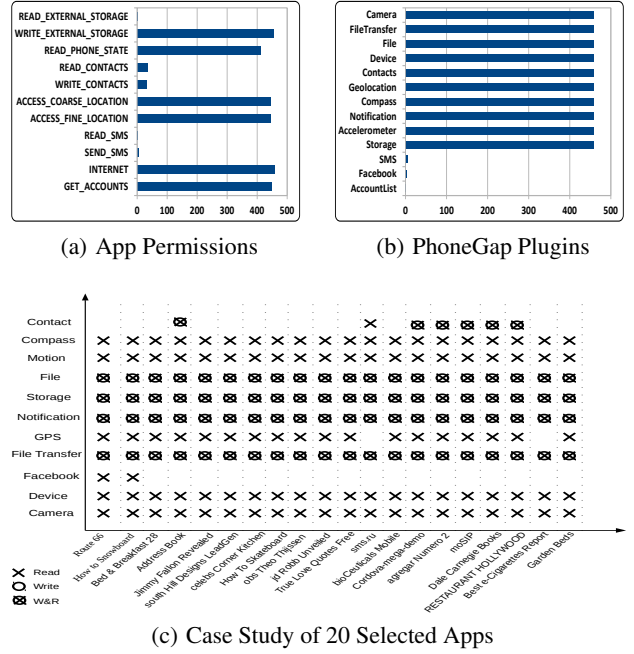 READ_EXTERNAL_STORAGE
WRITE_EXTERNAL_STORAGE
READ_PHONE_STATE
READ_CONTACTS
WRITE_CONTACTS
ACCESS_COARSE_LOCATION
ACCESS_FINE_LOCATION
READ_SMS
SEND_SMS
INTERNET
GET_ACCOUNTS
0 100 200 300 400 500
(a) App Permissions
Camera
FileTransfer
File
Device
Contacts
Geolocation
Compass
Notification
Accelerometer
Storage
SMS
Facebook
AccountList
0 100 200 300 400 500
(b) PhoneGap Plugins
Contact
Compass
Motion
File
Storage
Notification
GPS
File Transfer
Facebook
Device
Camera
Route 66
How to Snowboard
Bed & Breakfast 28
Address Book
Jimmy Fallon Revealed
south Hill Designs LeadGen
celebs Corner Kitchen
How To Skateboard
obs Theo Thijssen
jd Robb Unveiled
True Love Quotes Free
sms.ru
bioCeuticals Mobile
Cordova-mega-demo
agregar Numero 2
moSIP
Dale Carnegie Books
RESTAURANT HOLLYWOOD
Best e-Cigarettes Report
Garden Beds
Read
Write
W&R
(c) Case Study of 20 Selected Apps